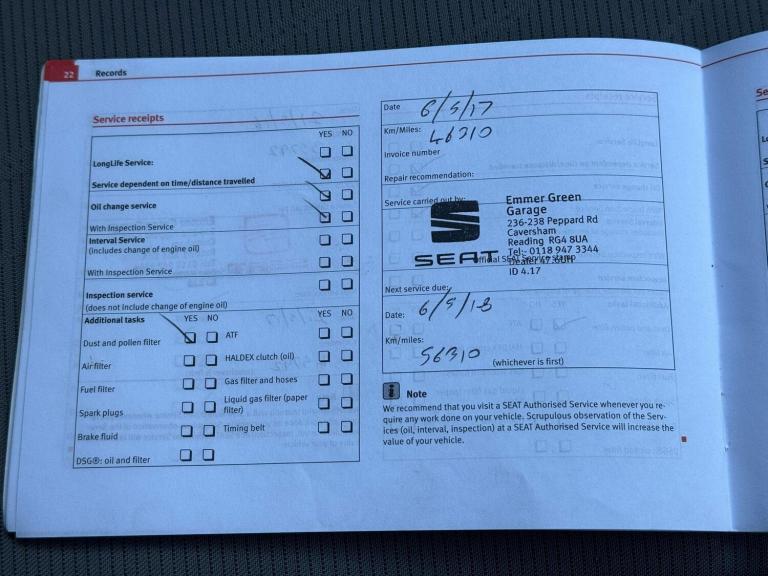 22 Records
Service receipts
YES NO
LongLife Service:
Service dependent on time/distance travelled
Oil change service
With Inspection Service
Interval Service
(includes change of engine oil)
With Inspection Service
Inspection service
(does not include change of engine oil)
Additional tasks YES NO YES NO
Dust and pollen filter ATF
Air filter HALDEX clutch (oil)
Fuel filter Gas filter and hoses
Spark plugs Liquid gas filter (paper
filter)
Brake fluid Timing belt
DSG®: oil and filter
Date 6/9/17
Km/Miles: 46310
Invoice number
Repair recommendation:
Service carried out by:
SEAT
Emmer Green
Garage
236-238 Peppard Rd
Caversham
Reading RG4 8UA
Tel:- 0118 947 3344
Official SEAT Service stamp
ID 4.17
Next service due:
Date: 6/9/18
Km/miles: 56310
(whichever is first)
i Note
We recommend that you visit a SEAT Authorised Service whenever you re-
quire any work done on your vehicle. Scrupulous observation of the Serv-
ices (oil, interval, inspection) at a SEAT Authorised Service will increase the
value of your vehicle.